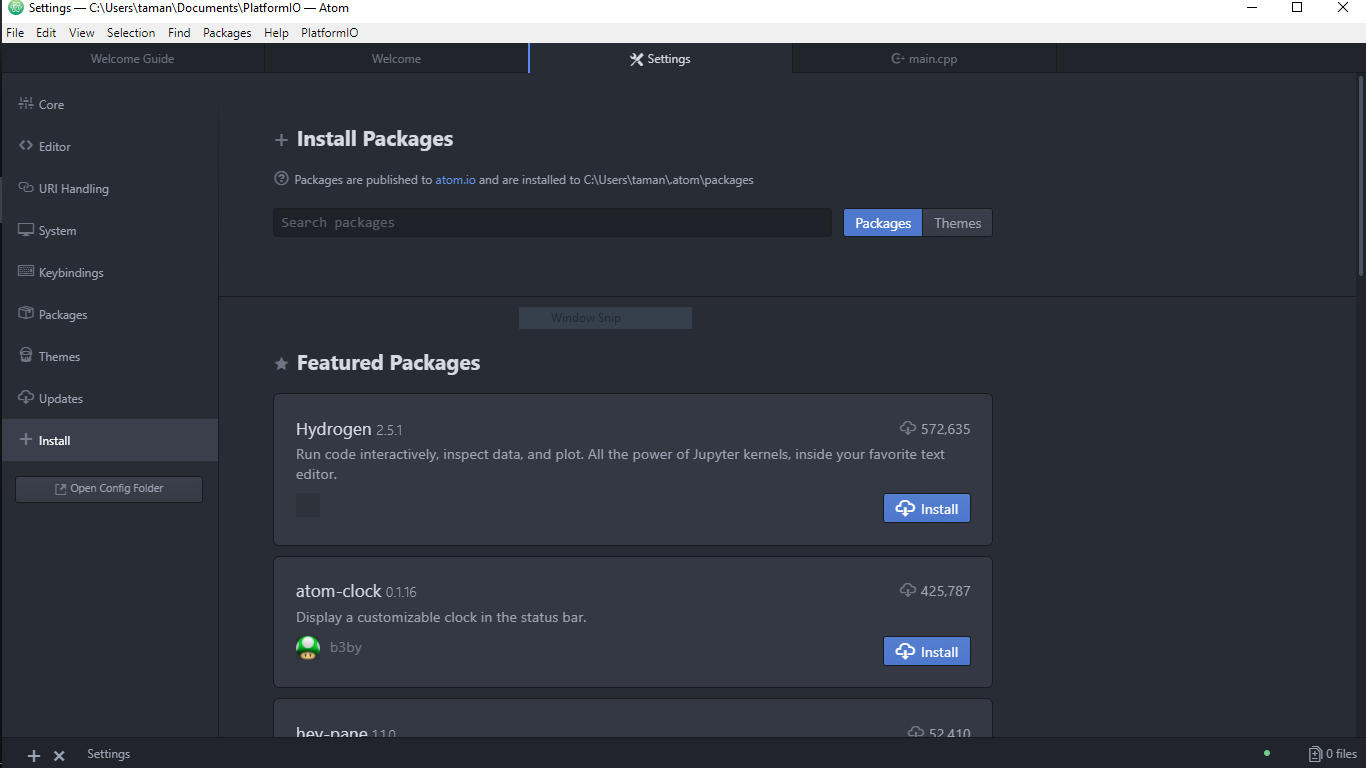 Settings — C:\Users\taman\Documents\PlatformIO — Atom
File Edit View Selection Find Packages Help PlatformIO
Welcome Guide Welcome Settings main.cpp
Core
Editor
URI Handling
System
Keybindings
Packages
Themes
Updates
Install
Open Config Folder
Install Packages
Packages are published to atom.io and are installed to C:\Users\taman\.atom\packages
Search packages Packages Themes
Window Snip
Featured Packages
Hydrogen 2.5.1 572,635
Run code interactively, inspect data, and plot. All the power of Jupyter kernels, inside your favorite text
editor.
Install
atom-clock 0.1.16 425,787
Display a customizable clock in the status bar.
b3by Install
hey-pane 1.1.0 52,410
Settings 0 files